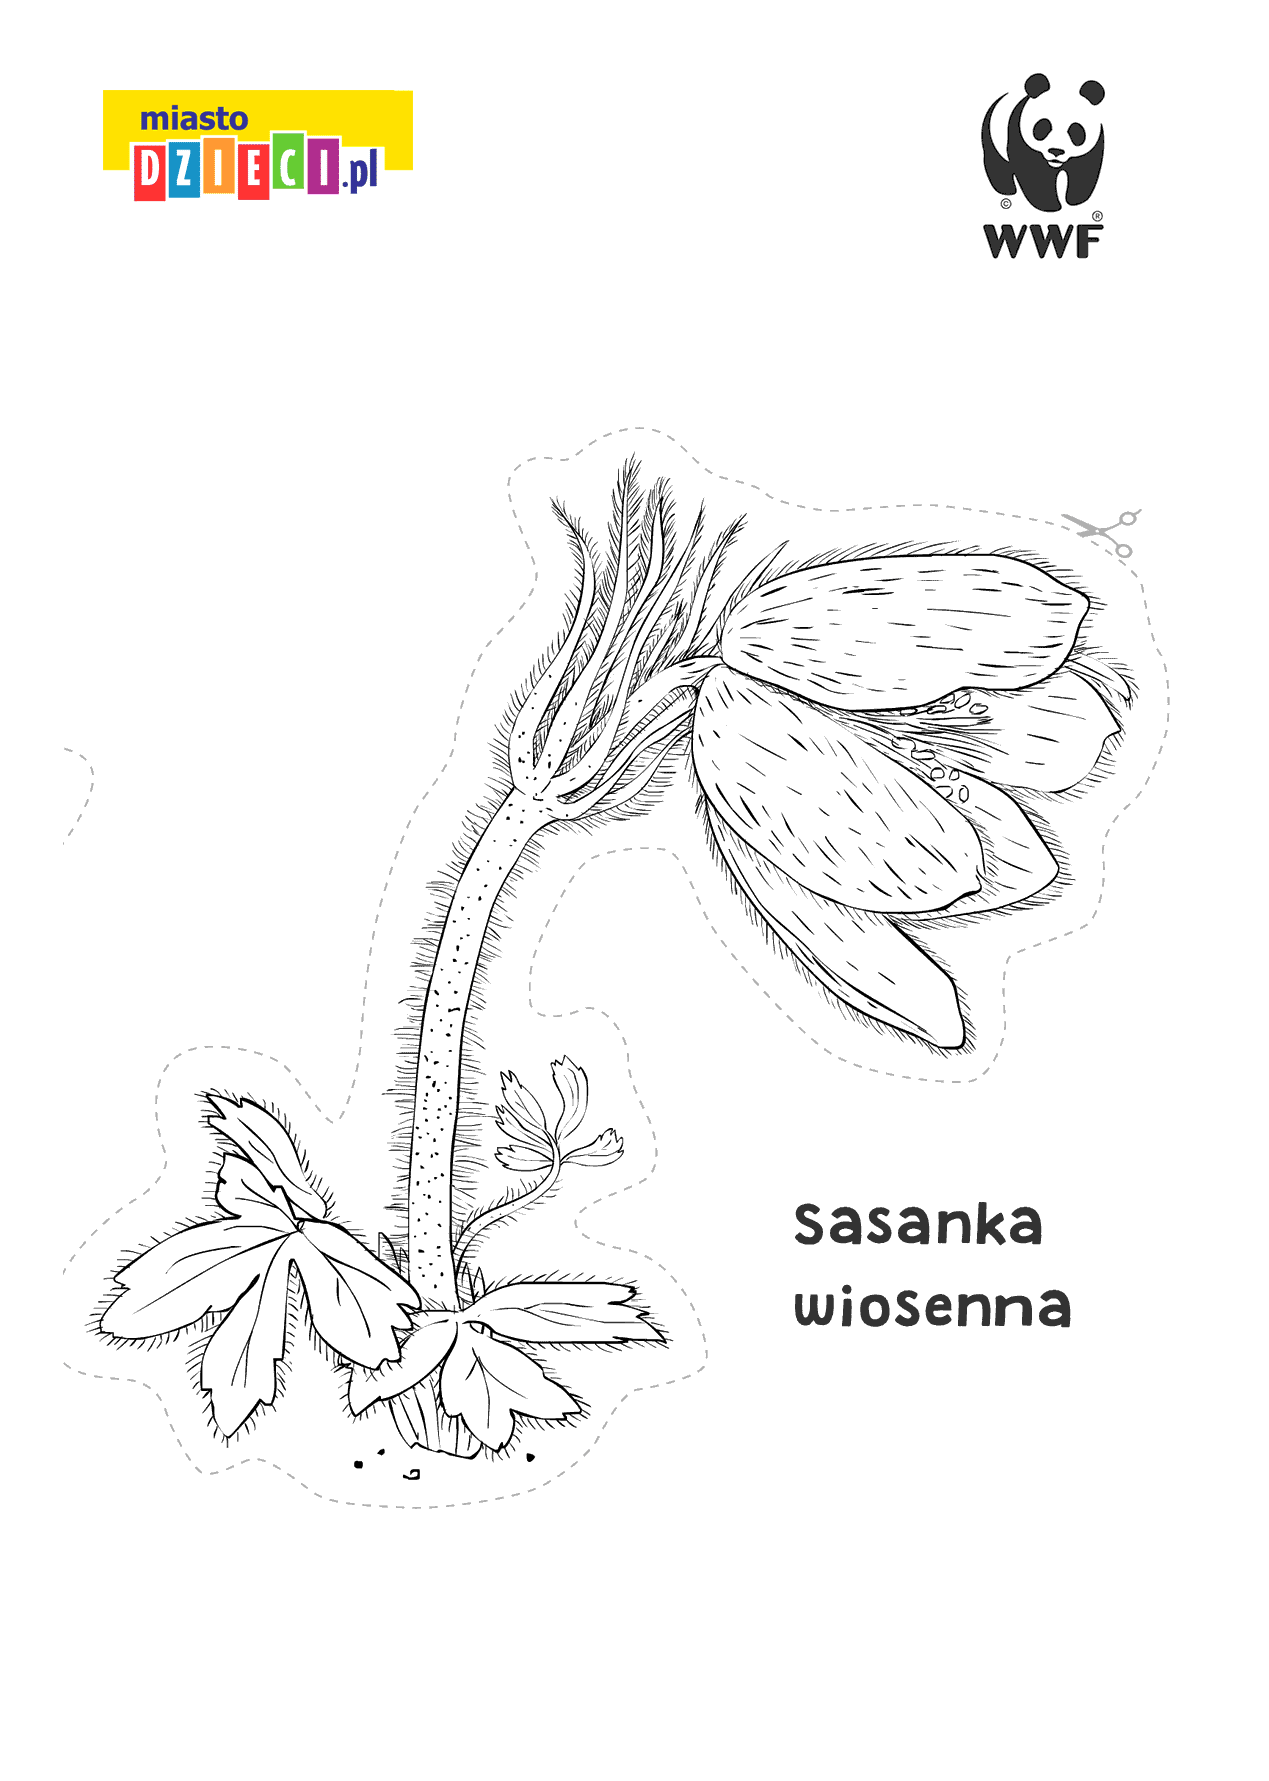 miasto
DZIECI.pl
©
®
WWF
Sasanka
wiosenna